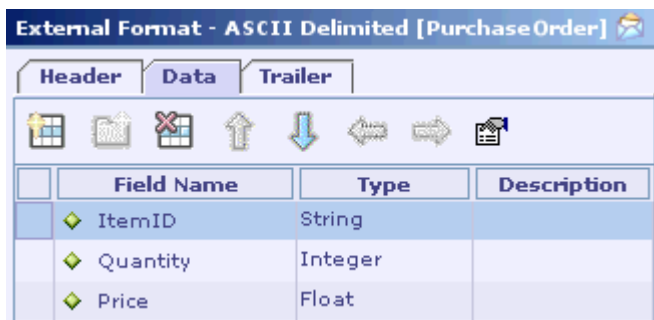 External Format - ASCII Delimited [PurchaseOrder]
Header Data Trailer
Field Name Type Description
ItemID String
Quantity Integer
Price Float